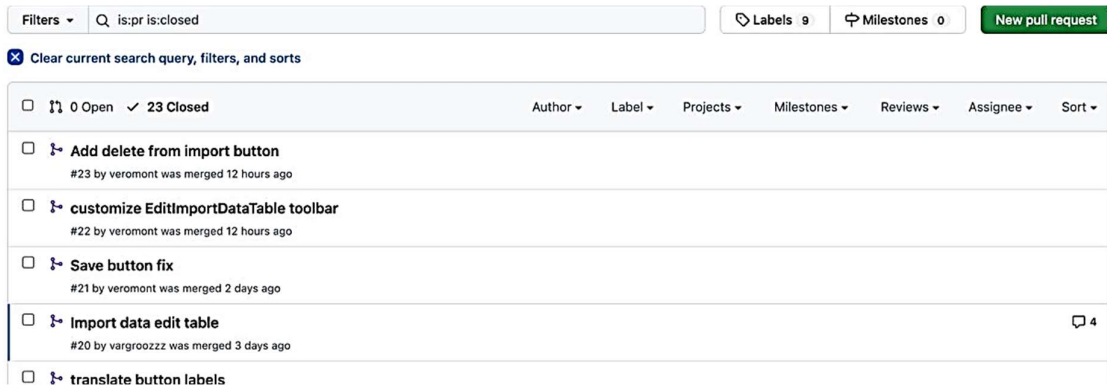 Filters is:pr is:closed Labels 9 Milestones 0 New pull request
Clear current search query, filters, and sorts
0 Open 23 Closed Author Label Projects Milestones Reviews Assignee Sort
Add delete from import button
#23 by veromont was merged 12 hours ago
customize EditImportDataTable toolbar
#22 by veromont was merged 12 hours ago
Save button fix
#21 by veromont was merged 2 days ago
Import data edit table 4
#20 by vargroozzz was merged 3 days ago
translate button labels